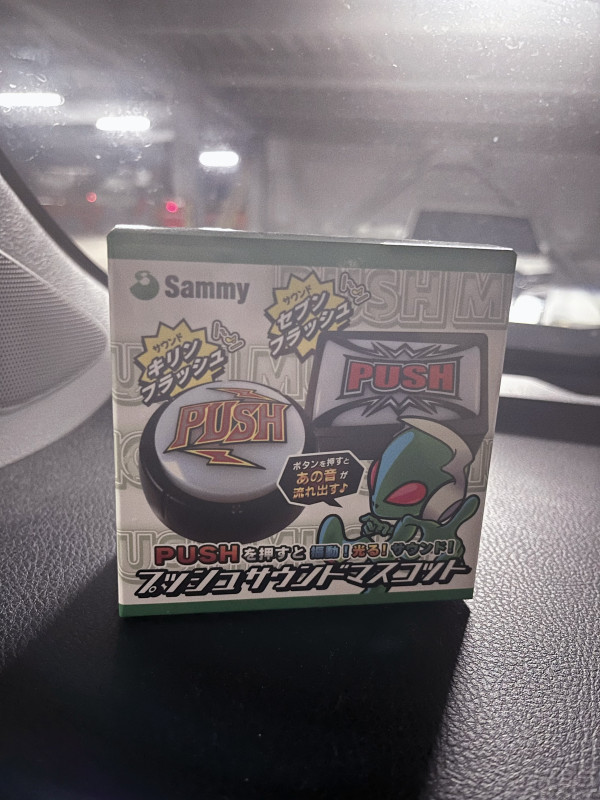 Sammy
サウンド
セブン
フラッシュ
サウンド
キリン
フラッシュ
PUSH
PUSH
ボタンを押すと
あの音が
流れ出す♪
PUSHを押すと 振動!光る!サウンド!
プッシュサウンドマスコット